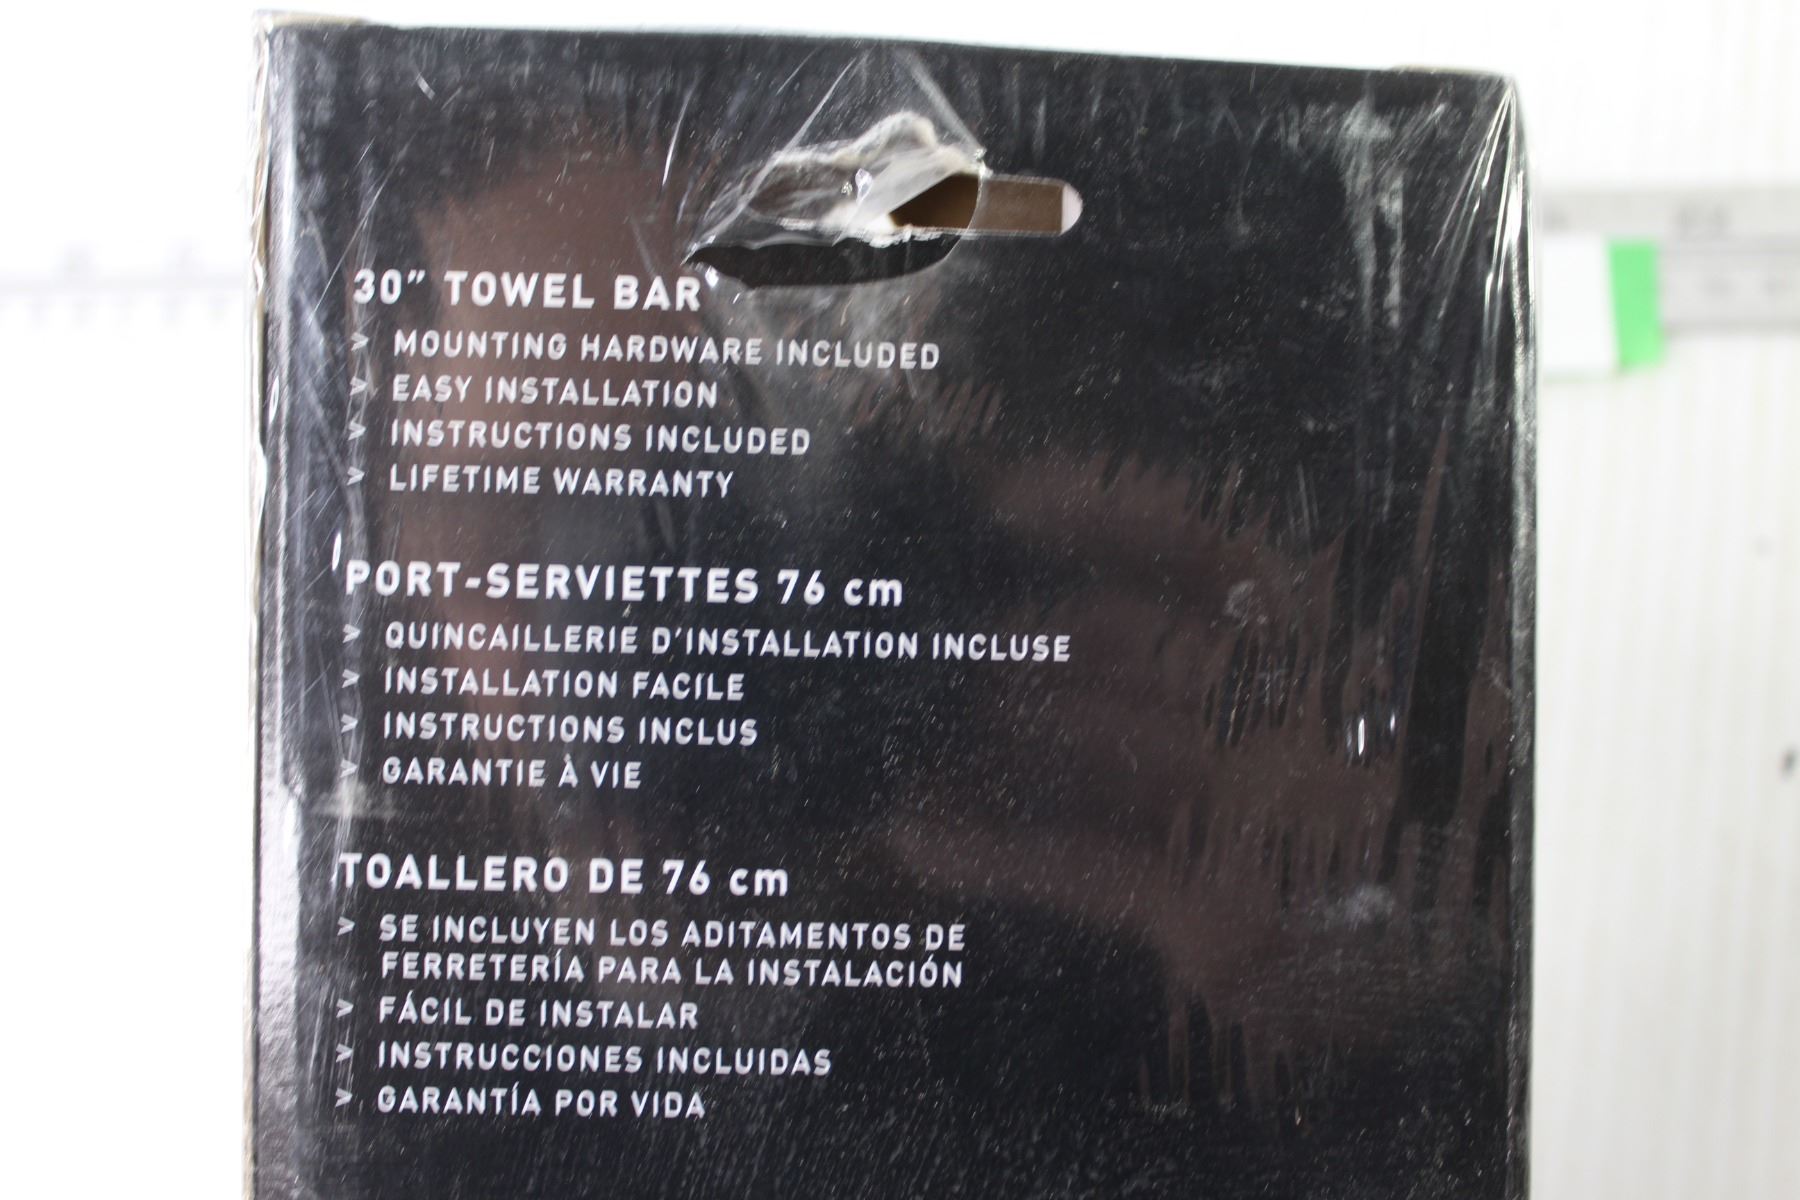 30” TOWEL BAR
> MOUNTING HARDWARE INCLUDED
> EASY INSTALLATION
> INSTRUCTIONS INCLUDED
> LIFETIME WARRANTY
PORT-SERVIETTES 76 cm
> QUINCAILLERIE D'INSTALLATION INCLUSE
> INSTALLATION FACILE
> INSTRUCTIONS INCLUS
> GARANTIE À VIE
TOALLERO DE 76 cm
> SE INCLUYEN LOS ADITAMENTOS DE
FERRETERÍA PARA LA INSTALACIÓN
> FÁCIL DE INSTALAR
> INSTRUCCIONES INCLUIDAS
> GARANTÍA POR VIDA